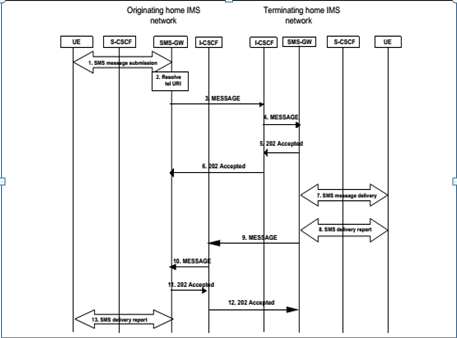 Originating home IMS
network
Terminating home IMS
network
UE
S-CSCF
SMS-GW
I-CSCF
I-CSCF
SMS-GW
S-CSCF
UE
1. SMS message submission
2. Resolve
tel URI
3. MESSAGE
4. MESSAGE
5. 202 Accepted
6. 202 Accepted
7. SMS message delivery
8. SMS delivery report
9. MESSAGE
10. MESSAGE
11. 202 Accepted
12. 202 Accepted
13. SMS delivery report